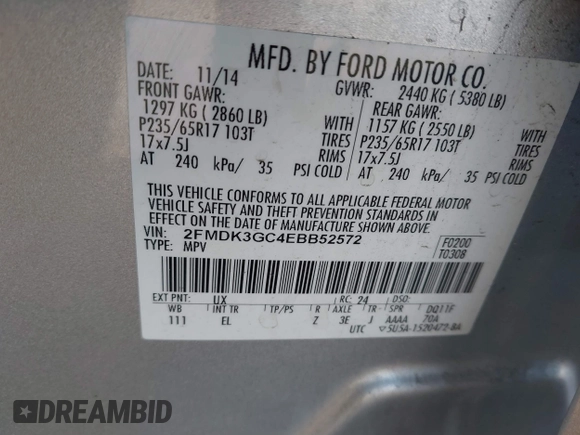 MFD. BY FORD MOTOR CO.
DATE: 11/14
GVWR: 2440 KG ( 5380 LB)
FRONT GAWR:
1297 KG ( 2860 LB)
P235/65R17 103T TIRES
17x7.5J RIMS
AT 240 kPa/ 35 PSI COLD
REAR GAWR:
1157 KG ( 2550 LB)
P235/65R17 103T TIRES
17x7.5J RIMS
AT 240 kPa/ 35 PSI COLD
THIS VEHICLE CONFORMS TO ALL APPLICABLE FEDERAL MOTOR
VEHICLE SAFETY AND THEFT PREVENTION STANDARDS IN
EFFECT ON THE DATE OF MANUFACTURE SHOWN ABOVE.
VIN: 2FMDK3GC4EBB52572
TYPE: MPV
F0200
T0308
EXT PNT: UX RC: 24 DSO:
WB INT TR TP/PS R AXLE TR SPR DQ11F
111 EL Z 3E J AAAA 70A
UTC ▽5U5A-1520472-BA
DREAMBID